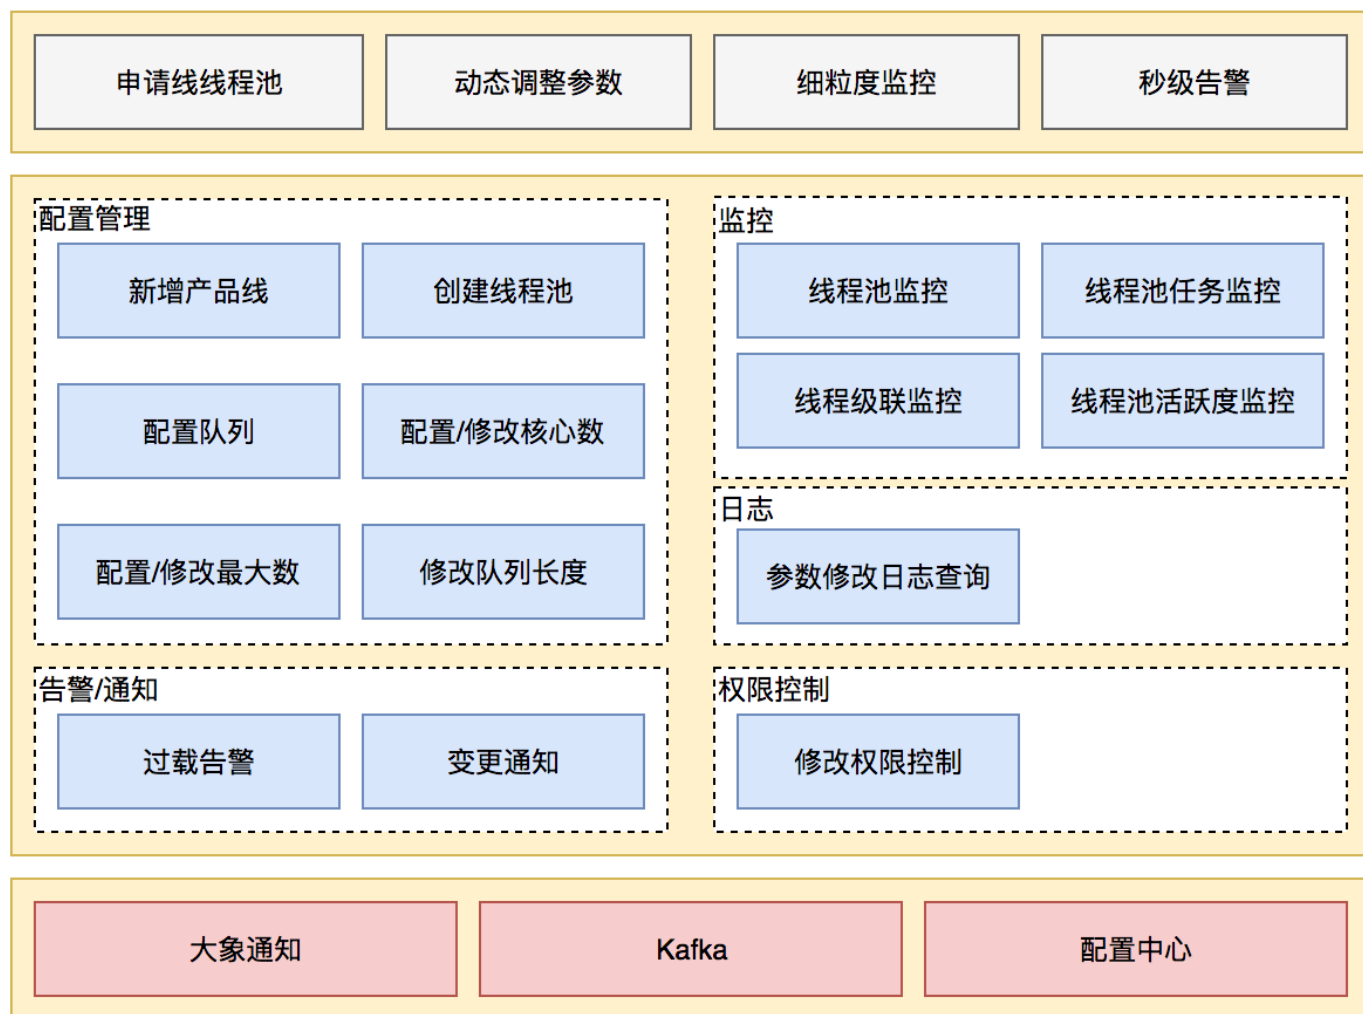 申请线线程池
动态调整参数
细粒度监控
秒级告警
配置管理
新增产品线
创建线程池
配置队列
配置/修改核心数
配置/修改最大数
修改队列长度
监控
线程池监控
线程池任务监控
线程级联监控
线程池活跃度监控
日志
参数修改日志查询
告警/通知
过载告警
变更通知
权限控制
修改权限控制
大象通知
Kafka
配置中心